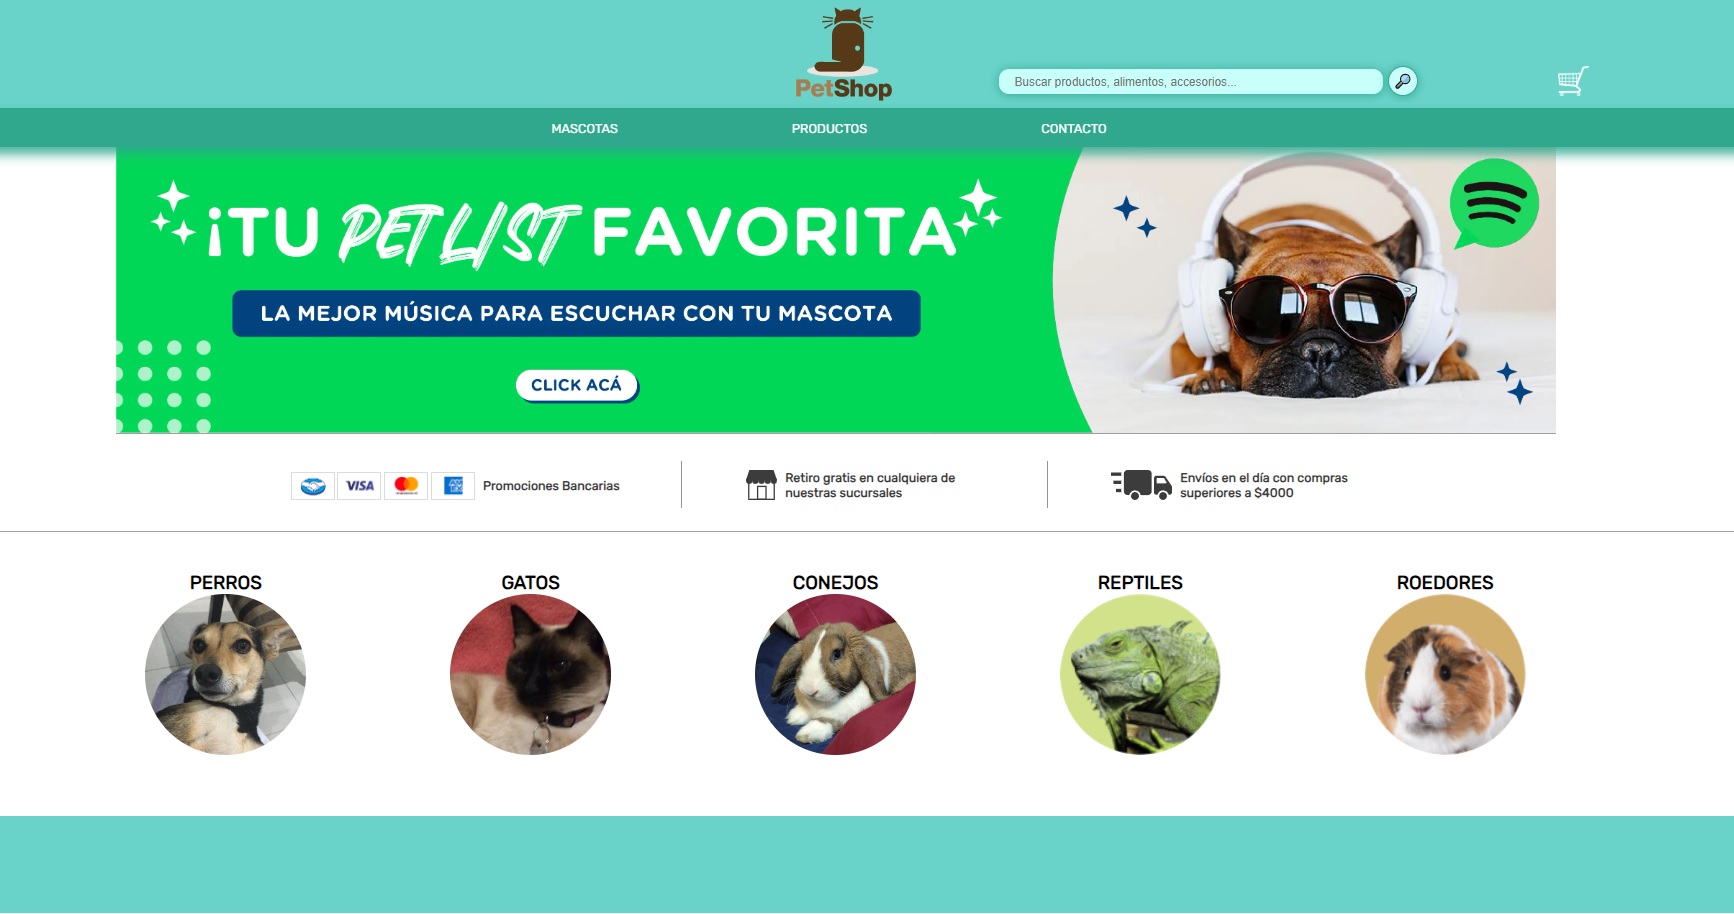 PetShop
Buscar productos, alimentos, accesorios...
MASCOTAS
PRODUCTOS
CONTACTO
¡TU PET LIST FAVORITA
LA MEJOR MÚSICA PARA ESCUCHAR CON TU MASCOTA
CLICK ACÁ
VISA
Promociones Bancarias
Retiro gratis en cualquiera de
nuestras sucursales
Envíos en el día con compras
superiores a $4000
PERROS
GATOS
CONEJOS
REPTILES
ROEDORES